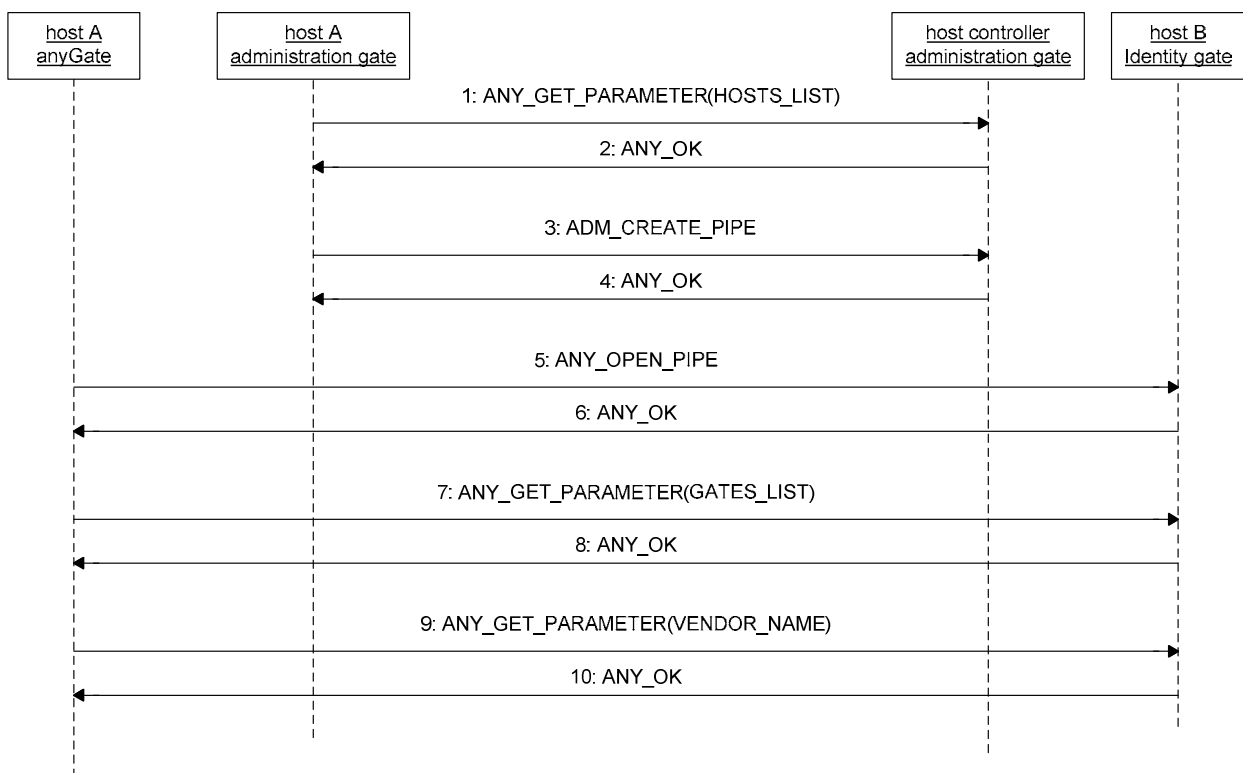 host A
anyGate
host A
administration gate
host controller
administration gate
host B
Identity gate
1: ANY_GET_PARAMETER(HOSTS_LIST)
2: ANY_OK
3: ADM_CREATE_PIPE
4: ANY_OK
5: ANY_OPEN_PIPE
6: ANY_OK
7: ANY_GET_PARAMETER(GATES_LIST)
8: ANY_OK
9: ANY_GET_PARAMETER(VENDOR_NAME)
10: ANY_OK